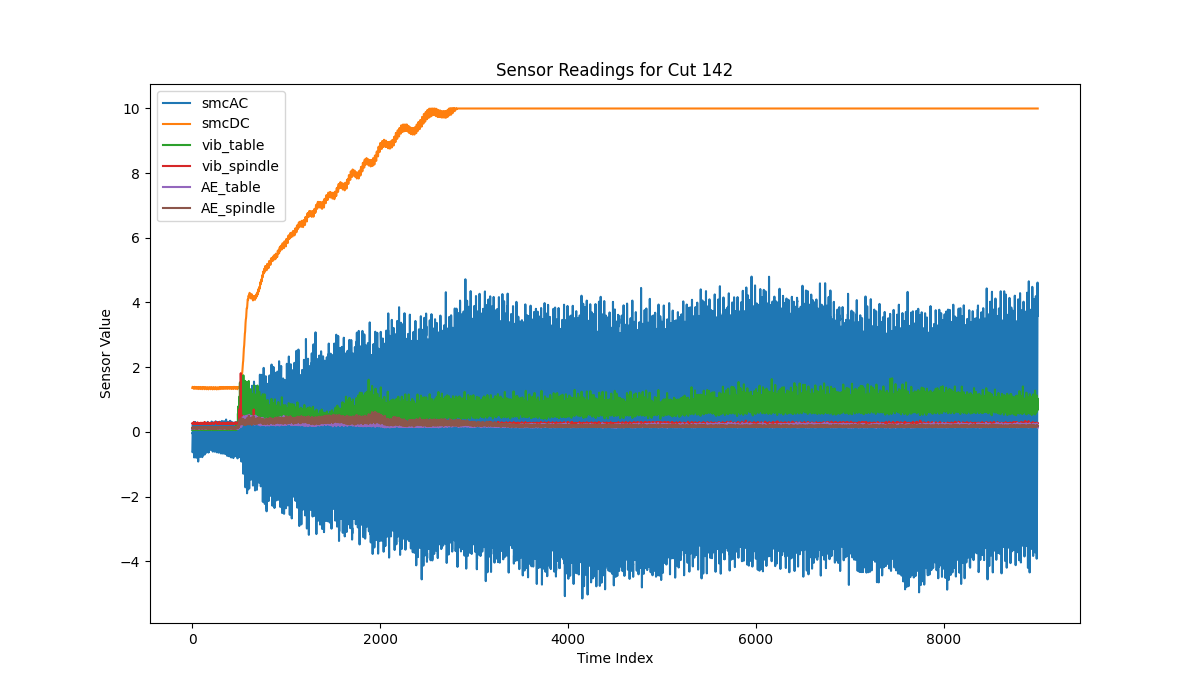 Sensor Readings for Cut 142
smcAC
smcDC
vib_table
vib_spindle
AE_table
AE_spindle
10
8
6
4
2
0
−2
−4
Sensor Value
0 2000 4000 6000 8000
Time Index